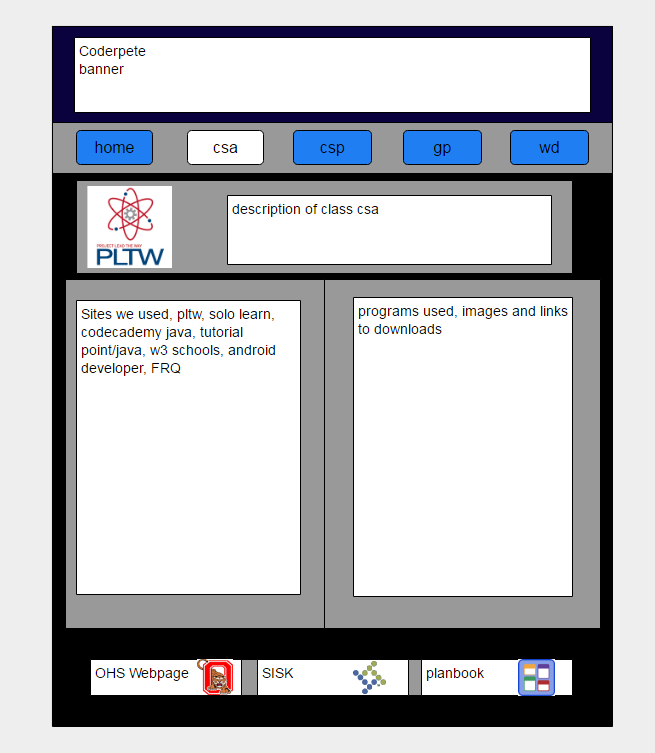 Coderpete
banner
home
csa
csp
gp
wd
PROJECT LEAD THE WAY
PLTW
description of class csa
Sites we used, pltw, solo learn,
codecademy java, tutorial
point/java, w3 schools, android
developer, FRQ
programs used, images and links
to downloads
OHS Webpage
SISK
planbook